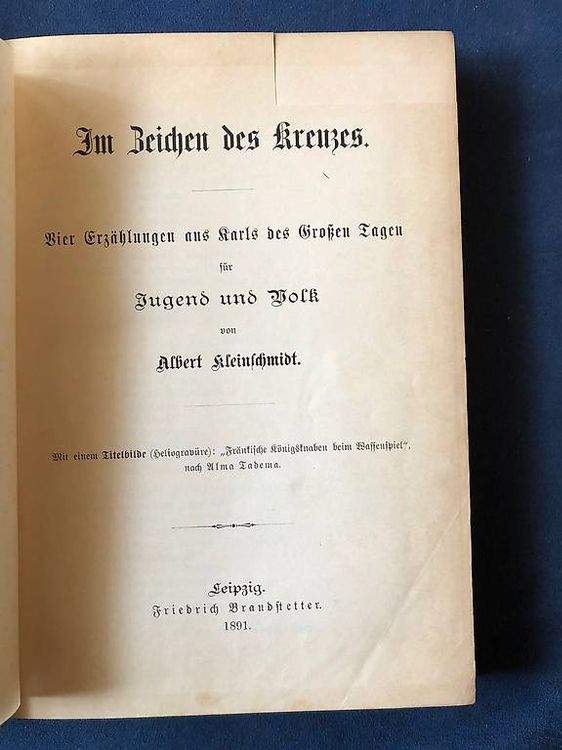 Im Zeichen des Kreuzes.
Vier Erzählungen aus Karls des Großen Tagen
für
Jugend und Volk
von
Albert Kleinschmidt.
Mit einem Titelbilde (Heliogravüre): „Fränkische Königsknaben beim Waffenspiel",
nach Alma Tadema.
Leipzig.
Friedrich Brandstetter.
1891.